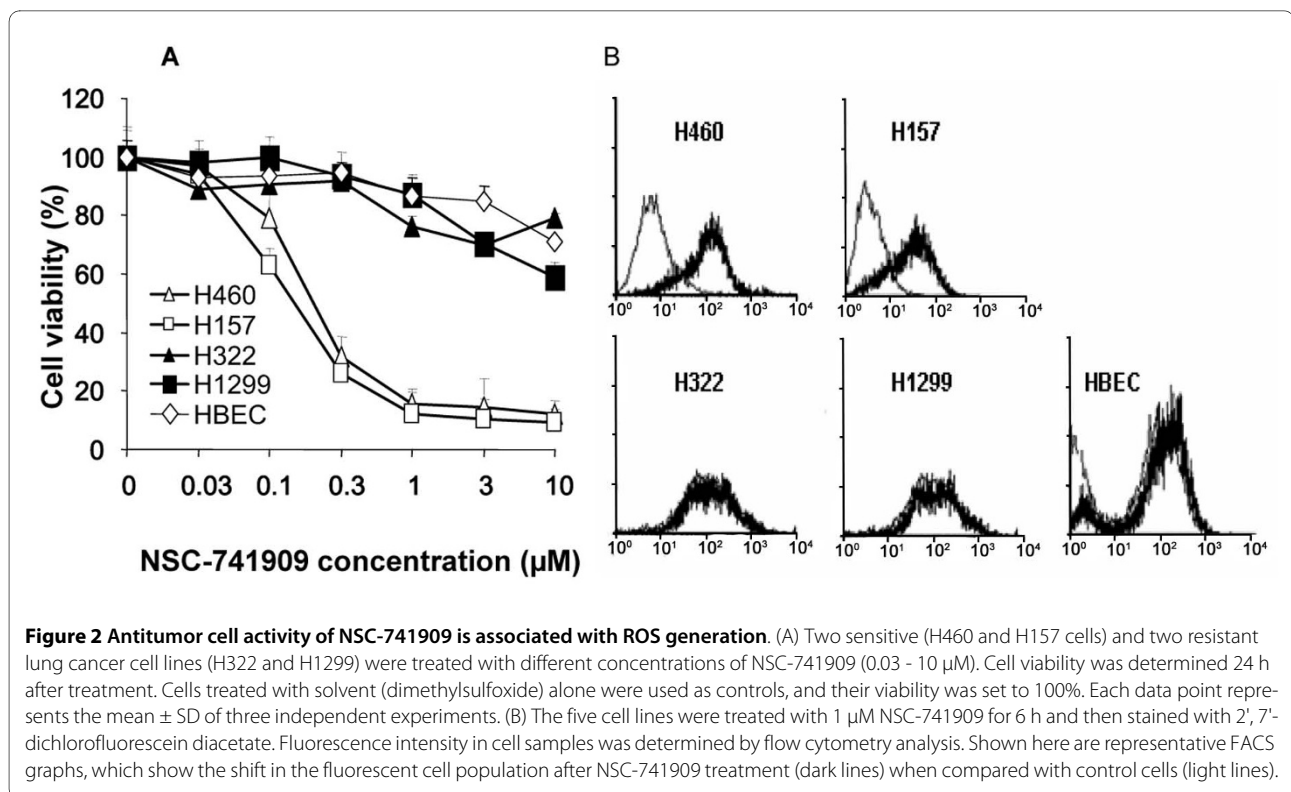 A
B
120
100
80
60
40
20
0
Cell viability (%)
H460
H157
H322
H1299
HBEC
0 0.03 0.1 0.3 1 3 10
NSC-741909 concentration (µM)
H460
10⁰ 10¹ 10² 10³ 10⁴
H157
10⁰ 10¹ 10² 10³ 10⁴
H322
10⁰ 10¹ 10² 10³ 10⁴
H1299
10⁰ 10¹ 10² 10³ 10⁴
HBEC
10⁰ 10¹ 10² 10³ 10⁴
Figure 2 Antitumor cell activity of NSC-741909 is associated with ROS generation. (A) Two sensitive (H460 and H157 cells) and two resistant
lung cancer cell lines (H322 and H1299) were treated with different concentrations of NSC-741909 (0.03 - 10 µM). Cell viability was determined 24 h
after treatment. Cells treated with solvent (dimethylsulfoxide) alone were used as controls, and their viability was set to 100%. Each data point repre-
sents the mean ± SD of three independent experiments. (B) The five cell lines were treated with 1 µM NSC-741909 for 6 h and then stained with 2', 7'-
dichlorofluorescein diacetate. Fluorescence intensity in cell samples was determined by flow cytometry analysis. Shown here are representative FACS
graphs, which show the shift in the fluorescent cell population after NSC-741909 treatment (dark lines) when compared with control cells (light lines).